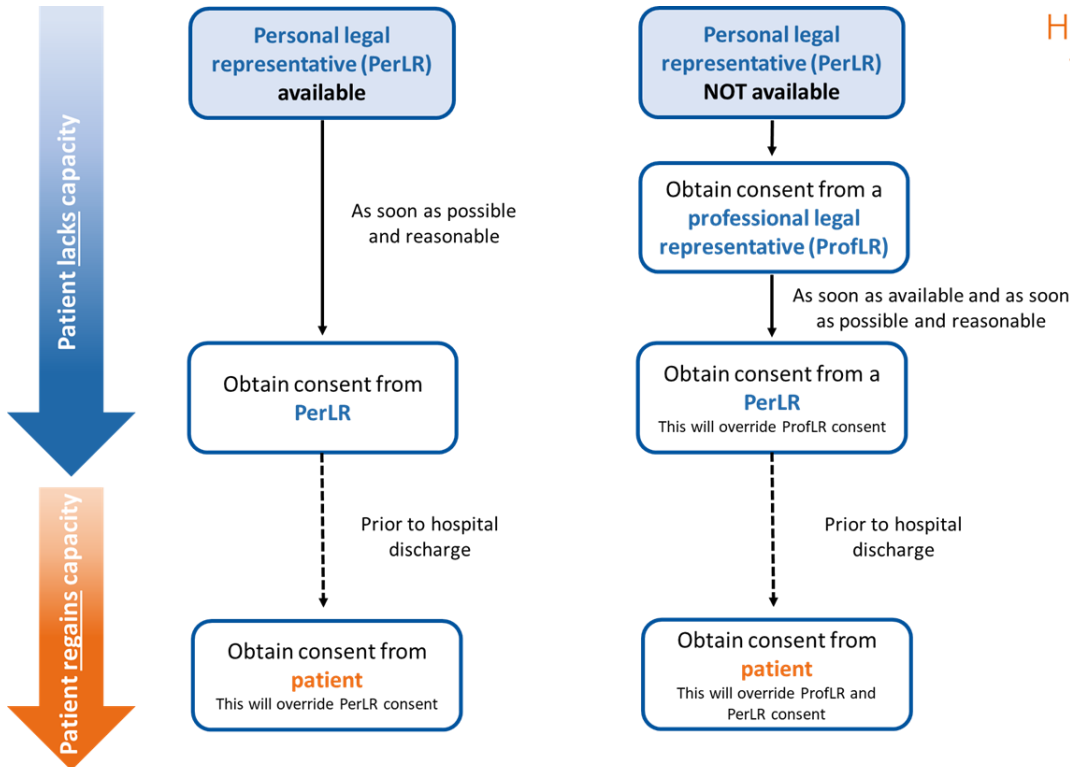 Patient lacks capacity
Patient regains capacity
Personal legal
representative (PerLR)
available
As soon as possible
and reasonable
Obtain consent from
PerLR
Prior to hospital
discharge
Obtain consent from
patient
This will override PerLR consent
Personal legal
representative (PerLR)
NOT available
Obtain consent from a
professional legal
representative (ProfLR)
As soon as available and as soon
as possible and reasonable
Obtain consent from a
PerLR
This will override ProfLR consent
Prior to hospital
discharge
Obtain consent from
patient
This will override ProfLR and
PerLR consent
H